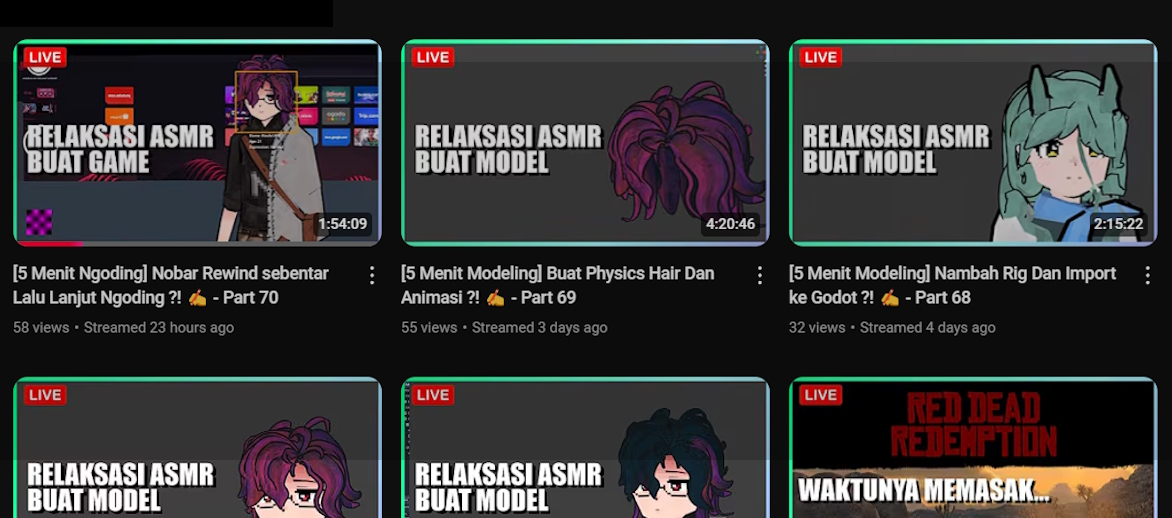 LIVE
RELAKSASI ASMR
BUAT GAME
1:54:09
[5 Menit Ngoding] Nobar Rewind sebentar
Lalu Lanjut Ngoding ?! ✍️ - Part 70
58 views • Streamed 23 hours ago
LIVE
RELAKSASI ASMR
BUAT MODEL
4:20:46
[5 Menit Modeling] Buat Physics Hair Dan
Animasi ?! ✍️ - Part 69
55 views • Streamed 3 days ago
LIVE
RELAKSASI ASMR
BUAT MODEL
2:15:22
[5 Menit Modeling] Nambah Rig Dan Import
ke Godot ?! ✍️ - Part 68
32 views • Streamed 4 days ago
LIVE
RELAKSASI ASMR
BUAT MODEL
LIVE
RELAKSASI ASMR
BUAT MODEL
LIVE
RED DEAD
REDEMPTION
WAKTUNYA MEMASAK...